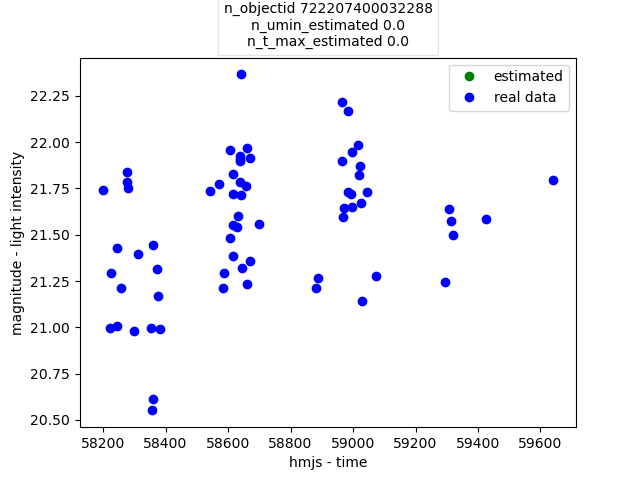 n_objectid 722207400032288
n_umin_estimated 0.0
n_t_max_estimated 0.0
estimated
real data
22.25
22.00
21.75
21.50
21.25
21.00
20.75
20.50
magnitude - light intensity
58200 58400 58600 58800 59000 59200 59400 59600
hmjs - time